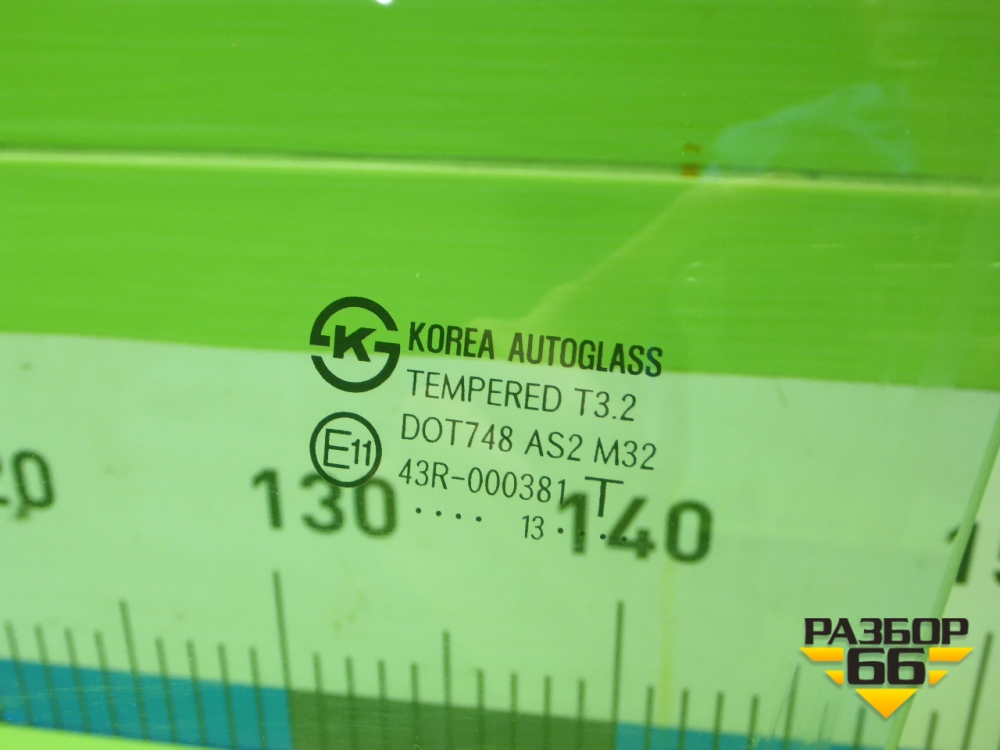 K KOREA AUTOGLASS
TEMPERED T3.2
DOT748 AS2 M32
E11 43R-000381 T
.... 13 ....
130 140
РАЗБОР
66